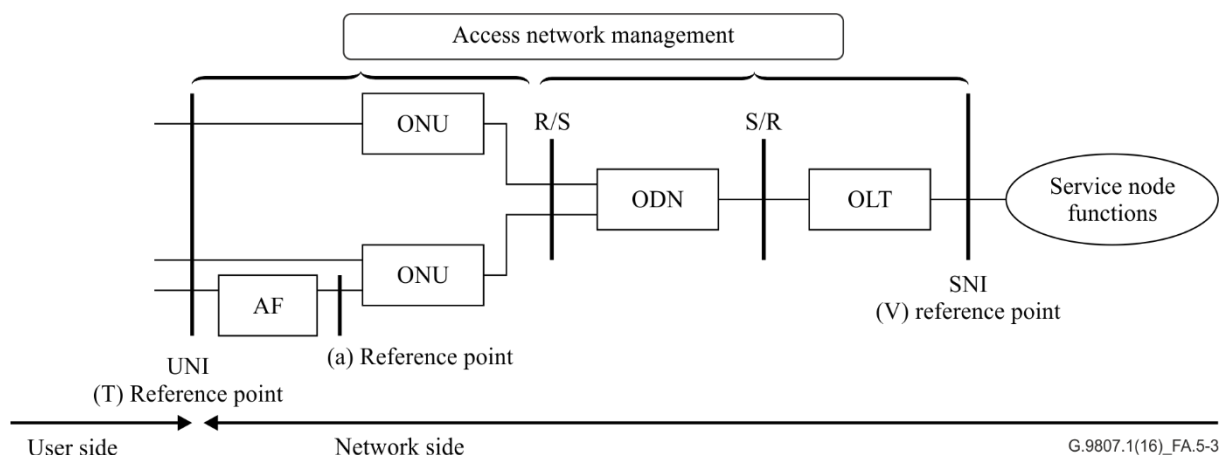 Access network management
ONU
R/S
S/R
ODN
OLT
Service node
functions
ONU
AF
SNI
(V) reference point
(a) Reference point
UNI
(T) Reference point
User side
Network side
G.9807.1(16)_FA.5-3